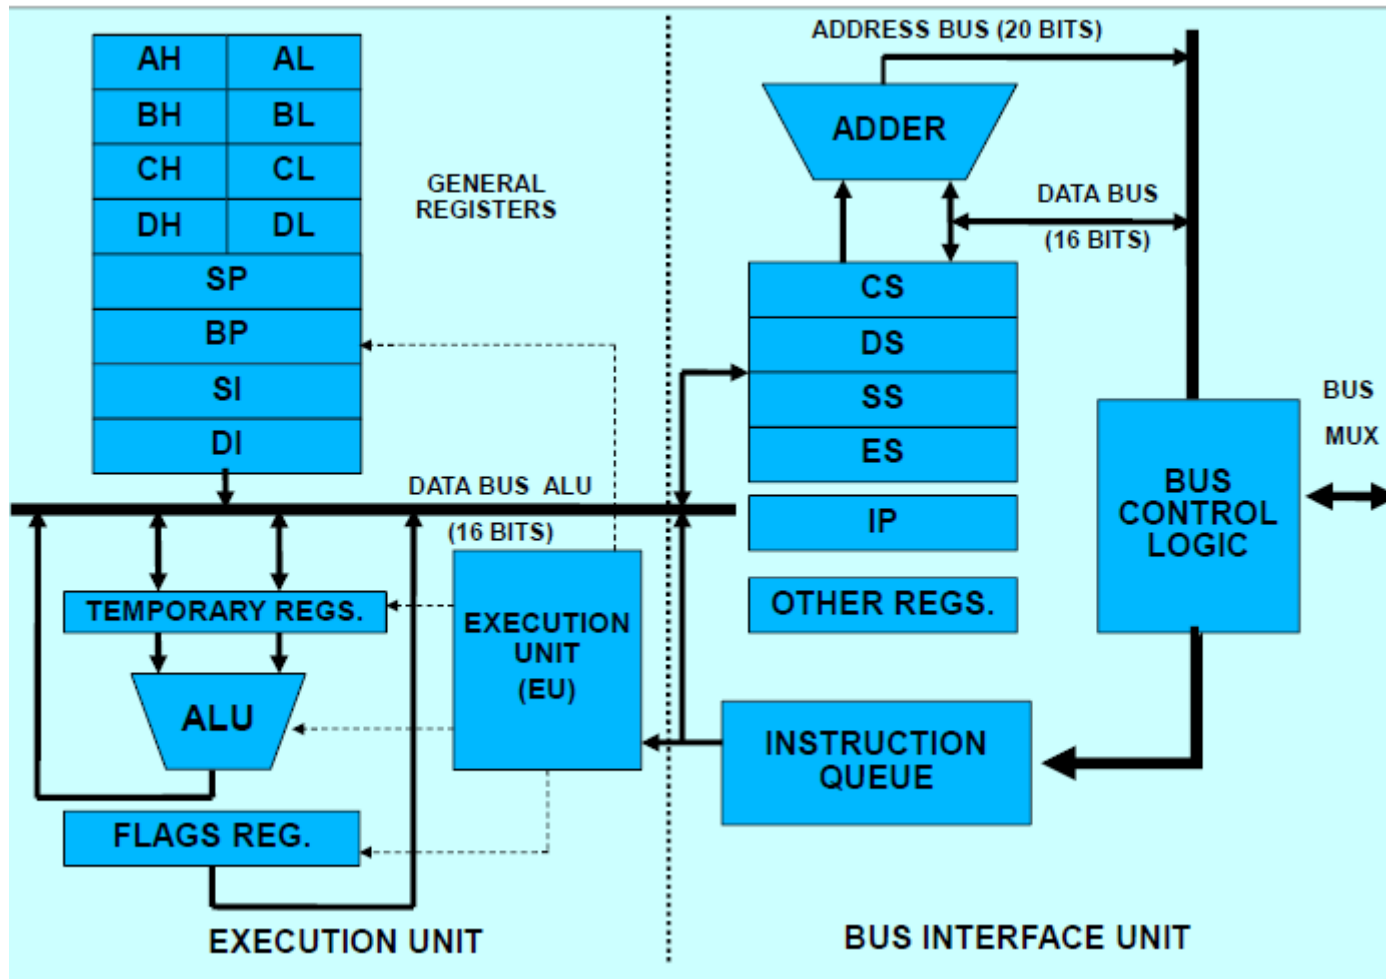 AH AL
BH BL
CH CL
DH DL
SP
BP
SI
DI
GENERAL
REGISTERS
DATA BUS ALU
(16 BITS)
TEMPORARY REGS.
ALU
FLAGS REG.
EXECUTION
UNIT
(EU)
EXECUTION UNIT
ADDRESS BUS (20 BITS)
ADDER
DATA BUS
(16 BITS)
CS
DS
SS
ES
IP
OTHER REGS.
INSTRUCTION
QUEUE
BUS
CONTROL
LOGIC
BUS
MUX
BUS INTERFACE UNIT